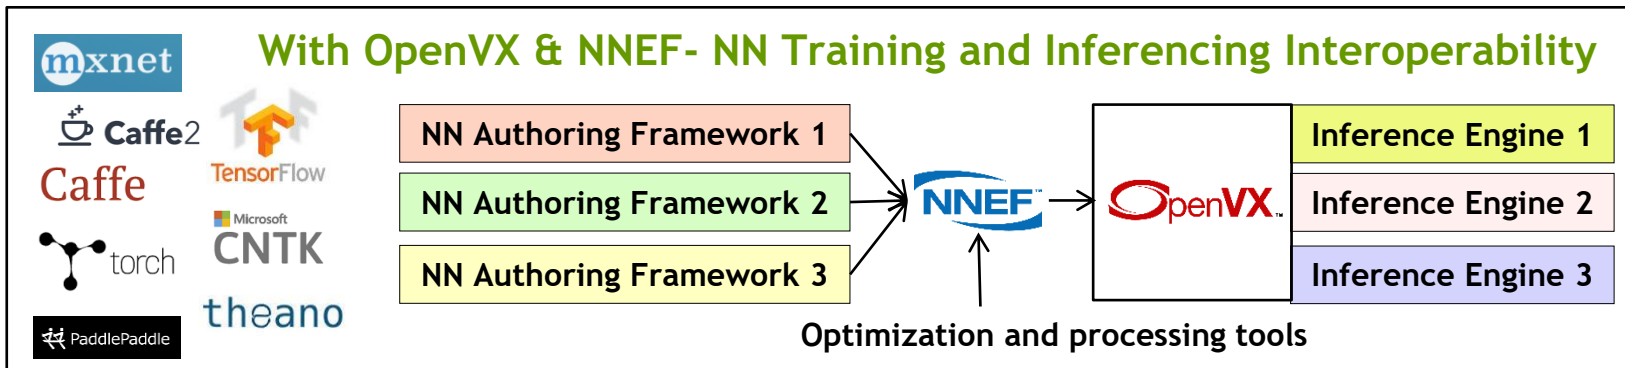 With OpenVX & NNEF- NN Training and Inferencing Interoperability
mxnet
Caffe2
TensorFlow
Caffe
Microsoft
CNTK
torch
theano
PaddlePaddle
NN Authoring Framework 1
NN Authoring Framework 2
NN Authoring Framework 3
NNEF™
OpenVX™
Inference Engine 1
Inference Engine 2
Inference Engine 3
Optimization and processing tools